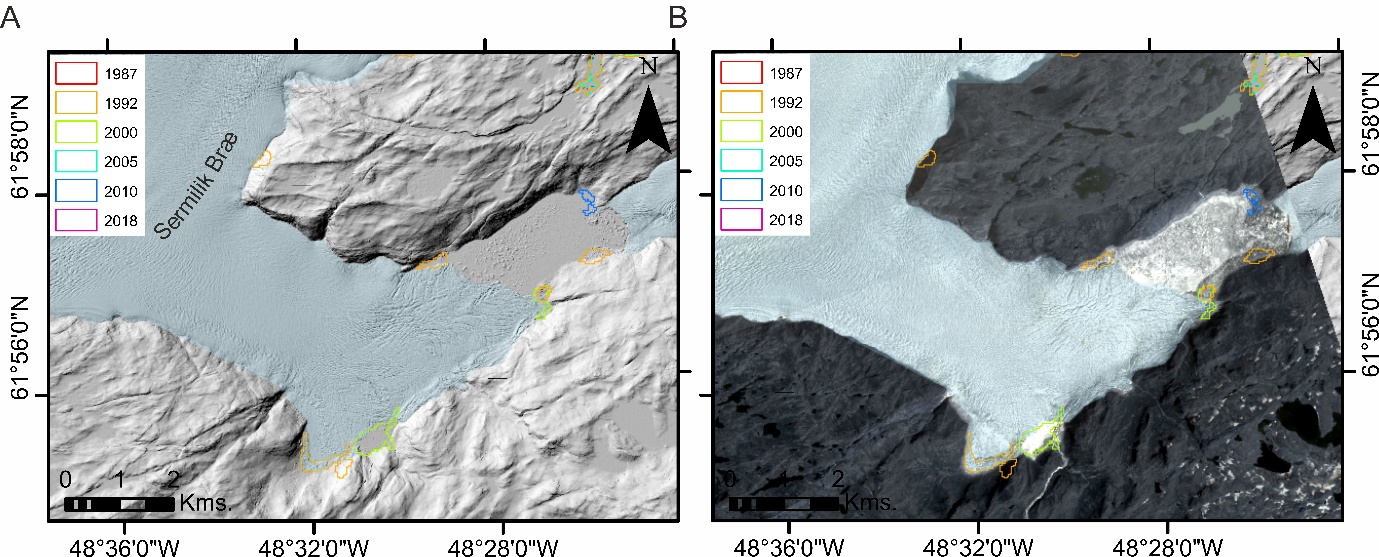 A
1987
1992
2000
2005
2010
2018
N
Sermilik Bræ
61°58'0"N
61°56'0"N
0 1 2
Kms.
48°36'0"W 48°32'0"W 48°28'0"W
B
1987
1992
2000
2005
2010
2018
N
61°58'0"N
61°56'0"N
0 1 2
Kms.
48°36'0"W 48°32'0"W 48°28'0"W